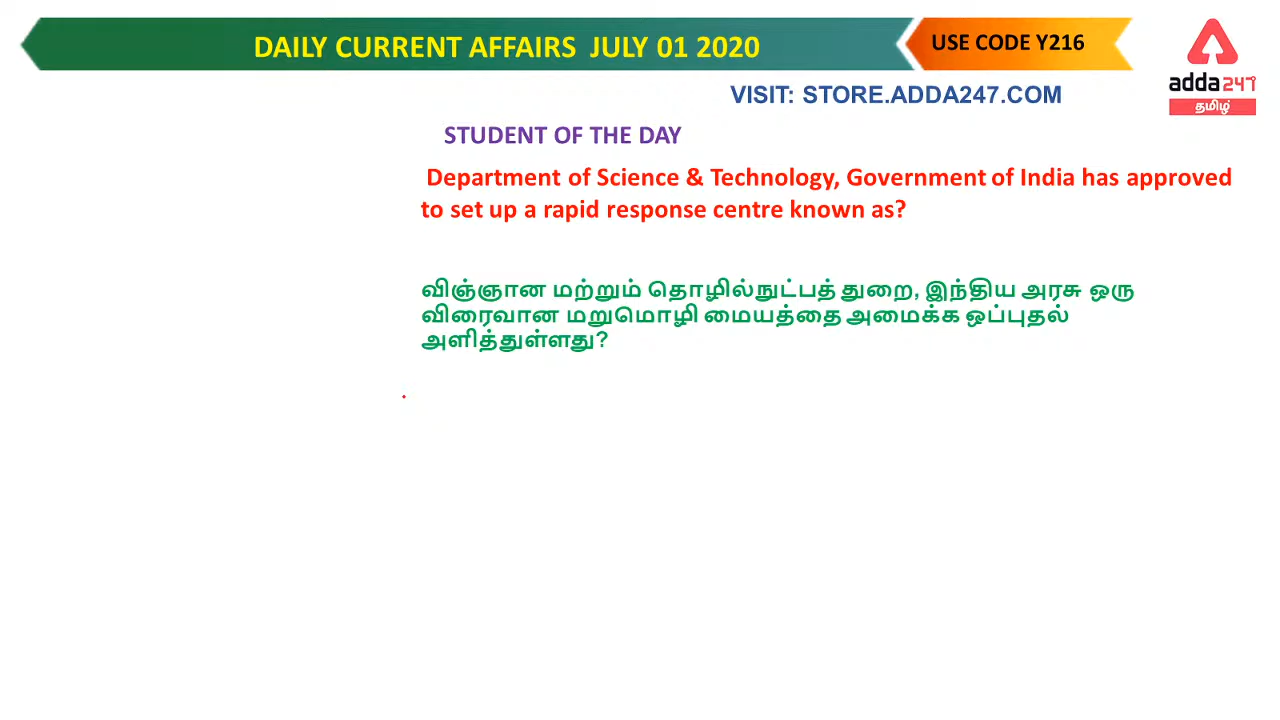 DAILY CURRENT AFFAIRS  JULY 01 2020
USE CODE Y216
adda247
தமிழ்
VISIT: STORE.ADDA247.COM
STUDENT OF THE DAY
Department of Science & Technology, Government of India has approved
to set up a rapid response centre known as?
விஞ்ஞான மற்றும் தொழில்நுட்பத் துறை, இந்திய அரசு ஒரு
விரைவான மறுமொழி மையத்தை அமைக்க ஒப்புதல்
அளித்துள்ளது?